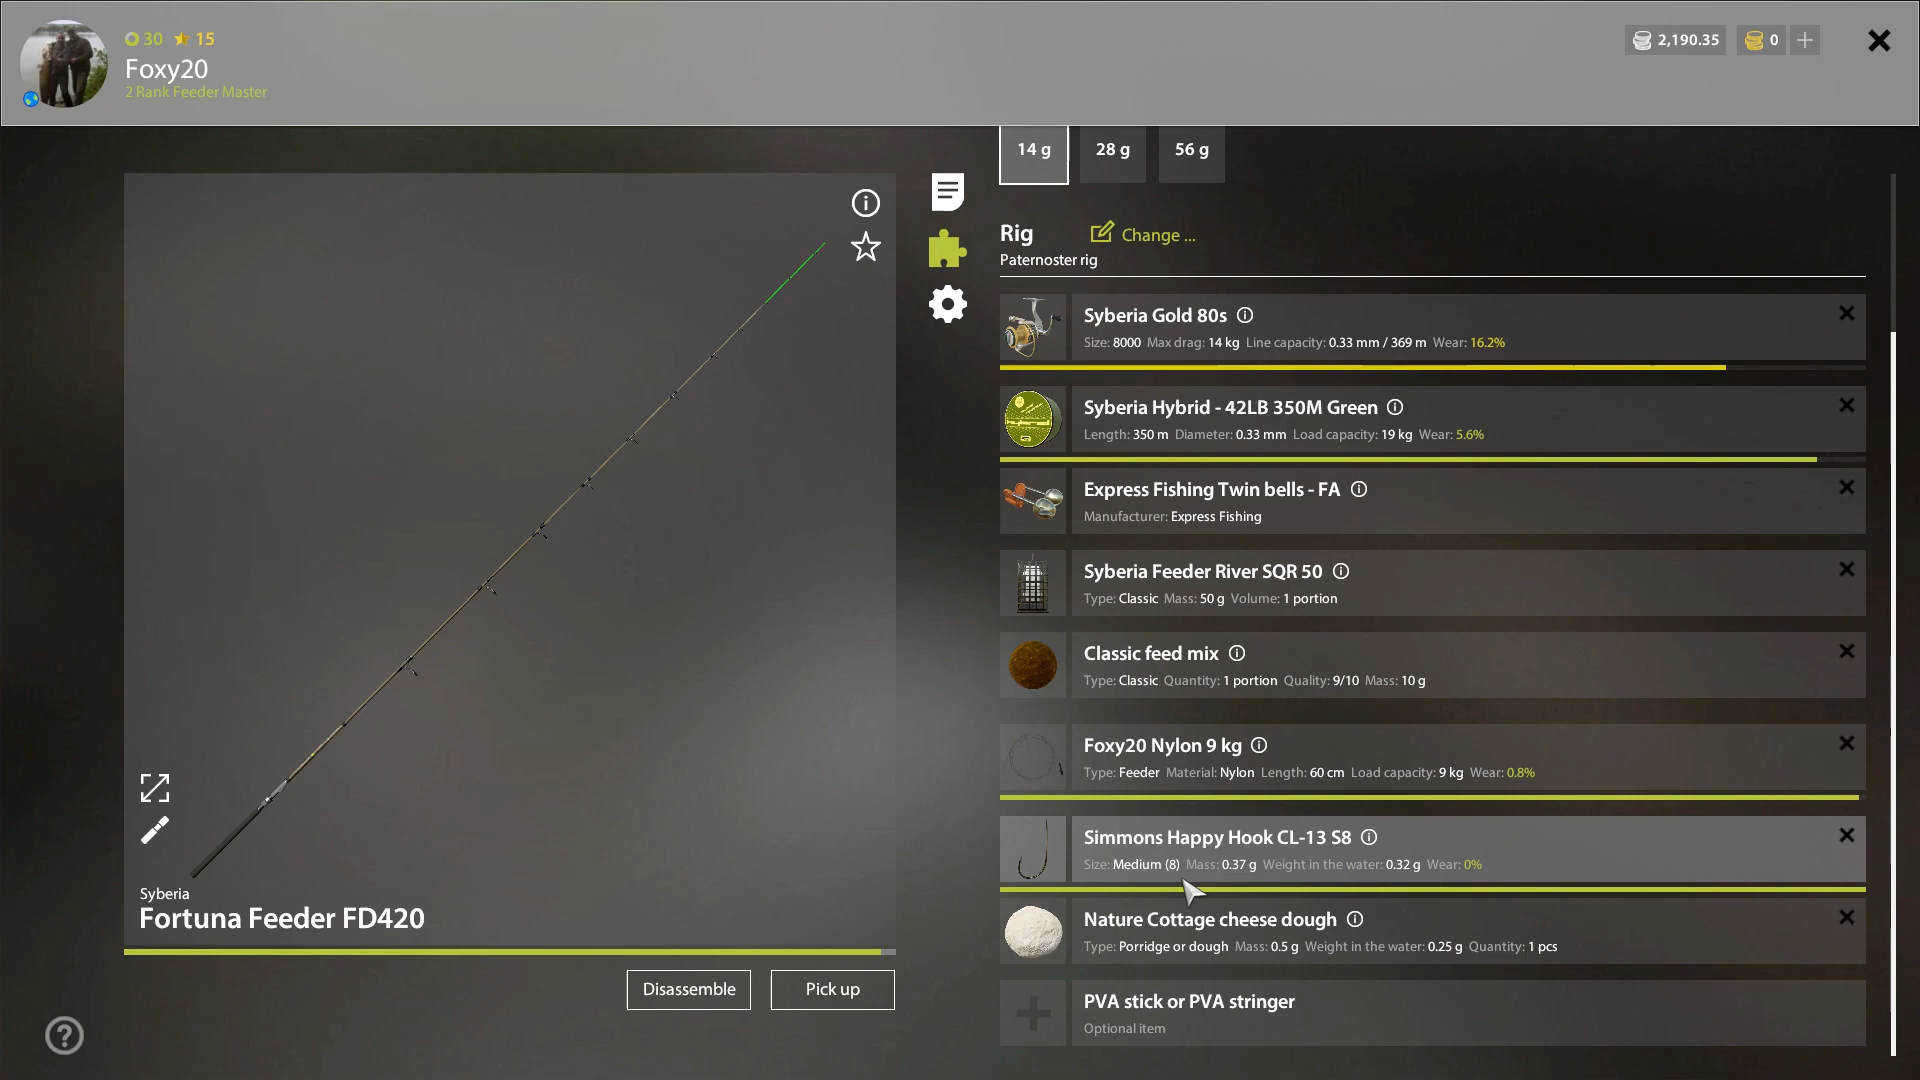 30 15
Foxy20
2 Rank Feeder Master
2,190.35
0
14 g
28 g
56 g
Rig
Change ...
Paternoster rig
Syberia Gold 80s
Size: 8000 Max drag: 14 kg Line capacity: 0.33 mm / 369 m Wear: 16.2%
Syberia Hybrid - 42LB 350M Green
Length: 350 m Diameter: 0.33 mm Load capacity: 19 kg Wear: 5.6%
Express Fishing Twin bells - FA
Manufacturer: Express Fishing
Syberia Feeder River SQR 50
Type: Classic Mass: 50 g Volume: 1 portion
Classic feed mix
Type: Classic Quantity: 1 portion Quality: 9/10 Mass: 10 g
Foxy20 Nylon 9 kg
Type: Feeder Material: Nylon Length: 60 cm Load capacity: 9 kg Wear: 0.8%
Simmons Happy Hook CL-13 S8
Size: Medium (8) Mass: 0.37 g Weight in the water: 0.32 g Wear: 0%
Nature Cottage cheese dough
Type: Porridge or dough Mass: 0.5 g Weight in the water: 0.25 g Quantity: 1 pcs
PVA stick or PVA stringer
Optional item
Syberia
Fortuna Feeder FD420
Disassemble
Pick up